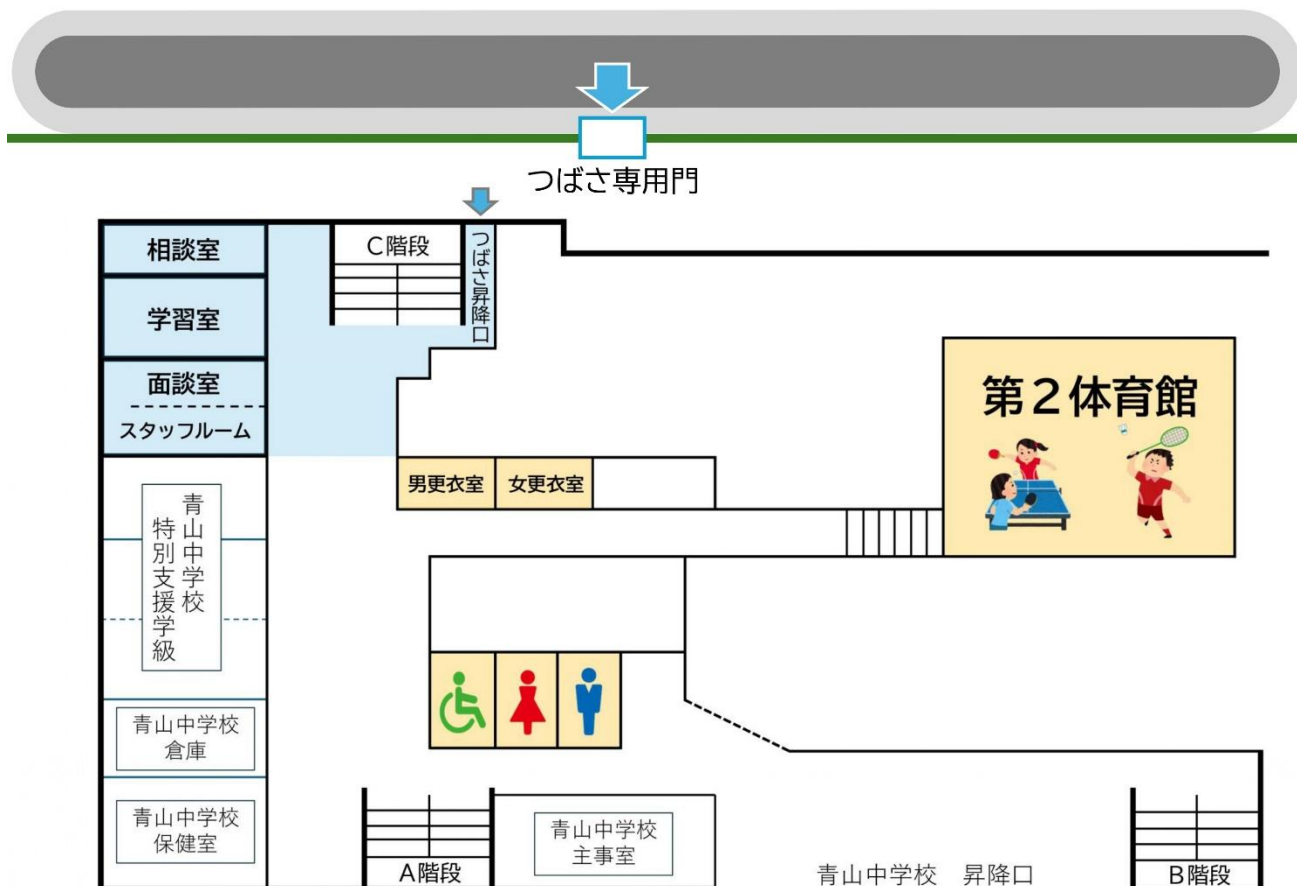 つばさ専用門
相談室
C階段
つばさ昇降口
学習室
面談室
スタッフルーム
第2体育館
男更衣室
女更衣室
青山中学校
特別支援学級
青山中学校
倉庫
青山中学校
保健室
A階段
青山中学校
主事室
青山中学校　昇降口
B階段